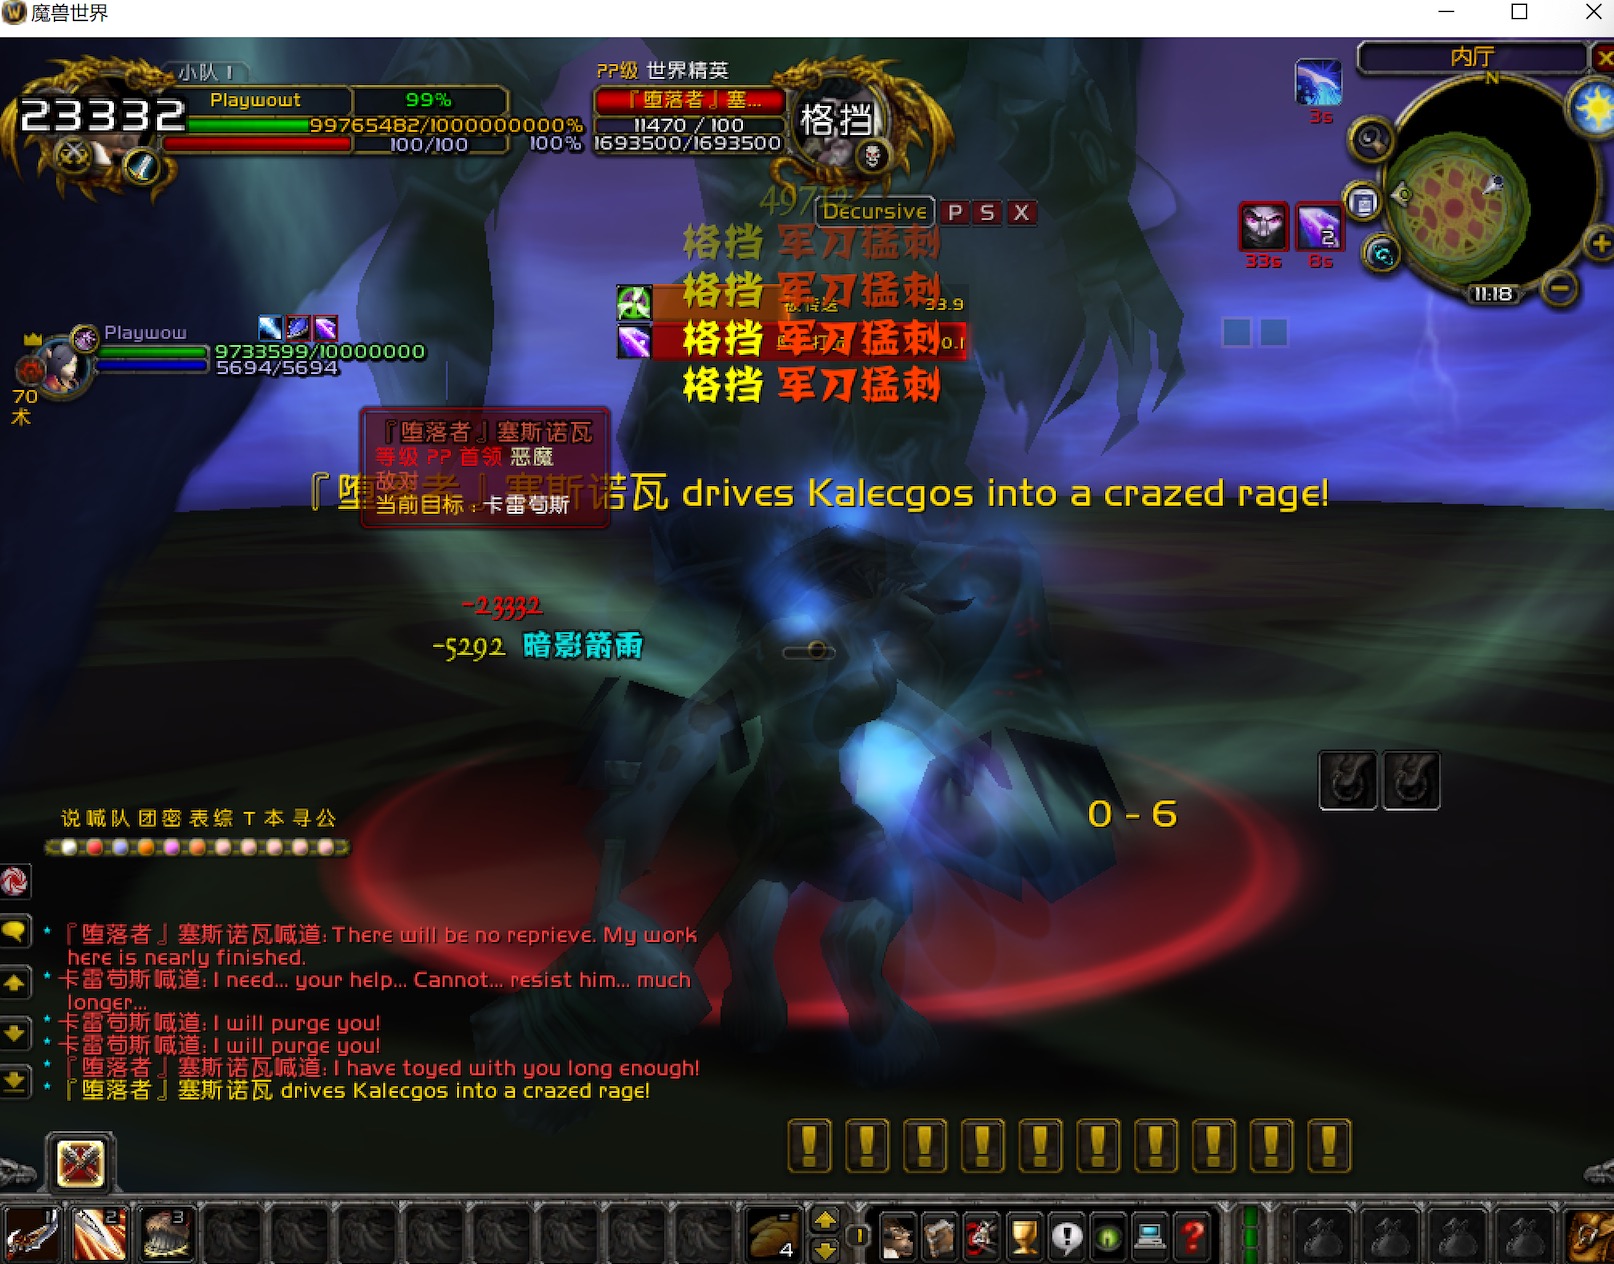 魔兽世界
小队 1
Playwowt
99%
23332
99765482/1000000000%
100/100
100%
??级 世界精英
『堕落者』塞...
11470 / 100
1693500/1693500
格挡
内厅
N
3s
Decursive
P
S
X
格挡 军刀猛刺
格挡 军刀猛刺
33.9
格挡 军刀猛刺
格挡 军刀猛刺
2
33s
8s
11:18
Playwow
9733599/10000000
5694/5694
70
术
『堕落者』塞斯诺瓦
等级 ?? 首领 恶魔
敌对
当前目标：卡雷苟斯
『堕落者』塞斯诺瓦 drives Kalecgos into a crazed rage!
-23332
-5292 暗影箭雨
0 - 6
说 喊 队 团 密 表 综 T 本 寻 公
『堕落者』塞斯诺瓦喊道: There will be no reprieve. My work
here is nearly finished.
卡雷苟斯喊道: I need... your help... Cannot... resist him... much
longer...
卡雷苟斯喊道: I will purge you!
卡雷苟斯喊道: I will purge you!
『堕落者』塞斯诺瓦喊道: I have toyed with you long enough!
『堕落者』塞斯诺瓦 drives Kalecgos into a crazed rage!
1
2
3
=
4
1